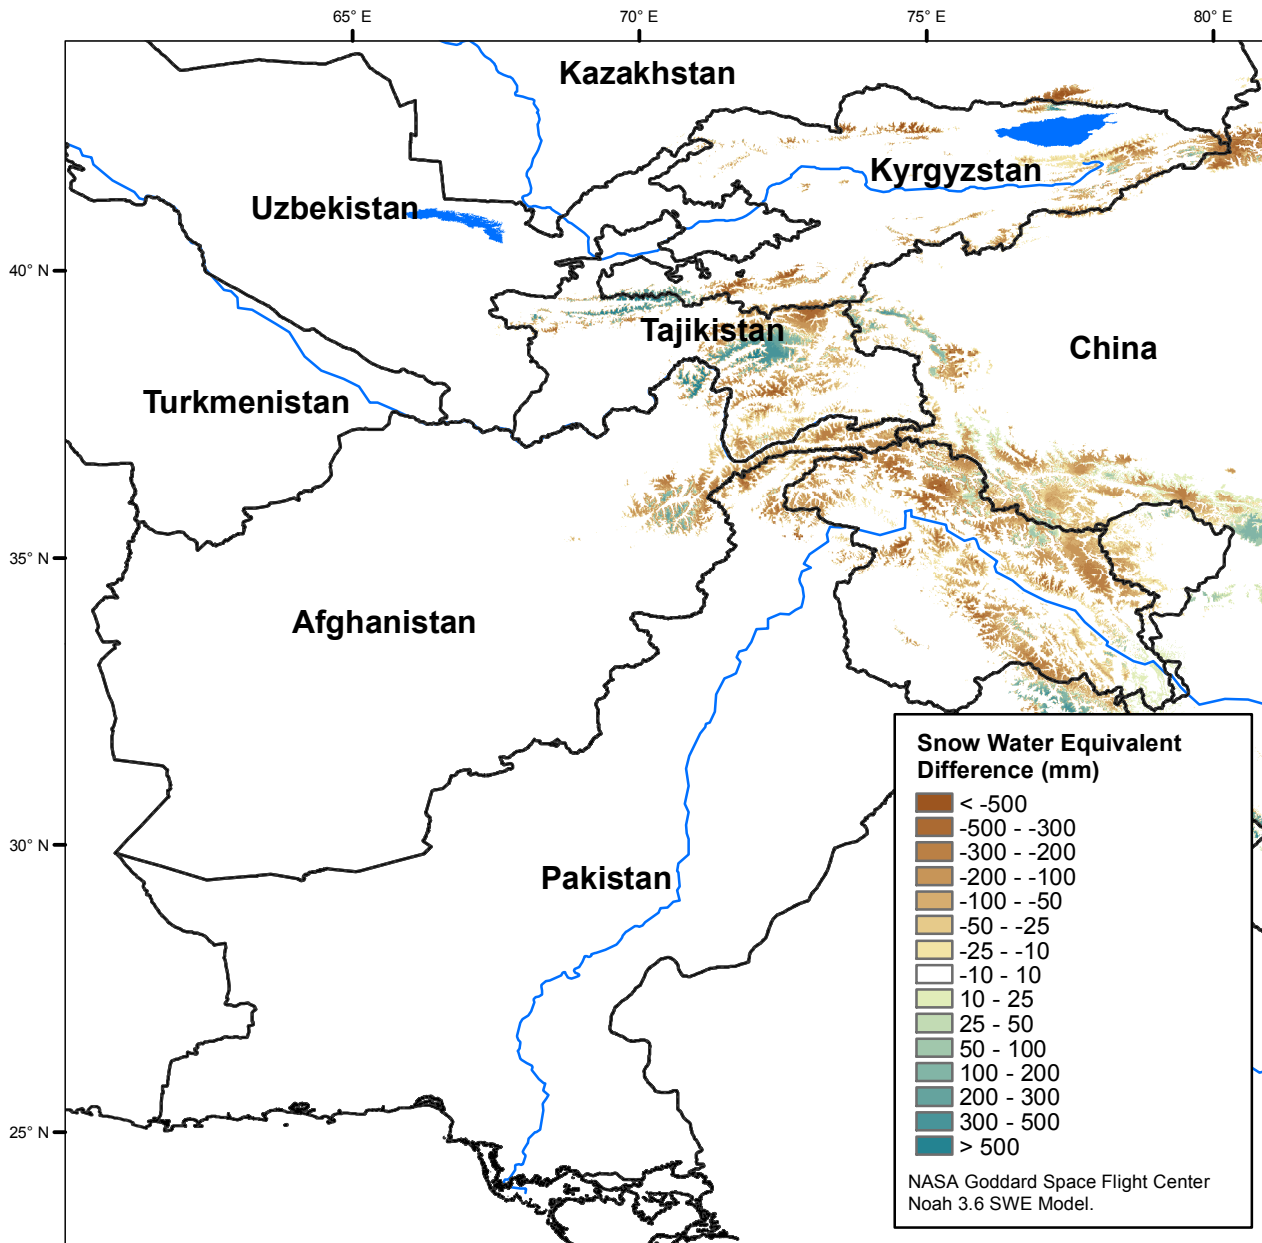 65° E
70° E
75° E
80° E
Kazakhstan
Kyrgyzstan
Uzbekistan
40° N
Tajikistan
China
Turkmenistan
35° N
Afghanistan
30° N
Pakistan
25° N
Snow Water Equivalent
Difference (mm)
< -500
-500 - -300
-300 - -200
-200 - -100
-100 - -50
-50 - -25
-25 - -10
-10 - 10
10 - 25
25 - 50
50 - 100
100 - 200
200 - 300
300 - 500
> 500
NASA Goddard Space Flight Center
Noah 3.6 SWE Model.